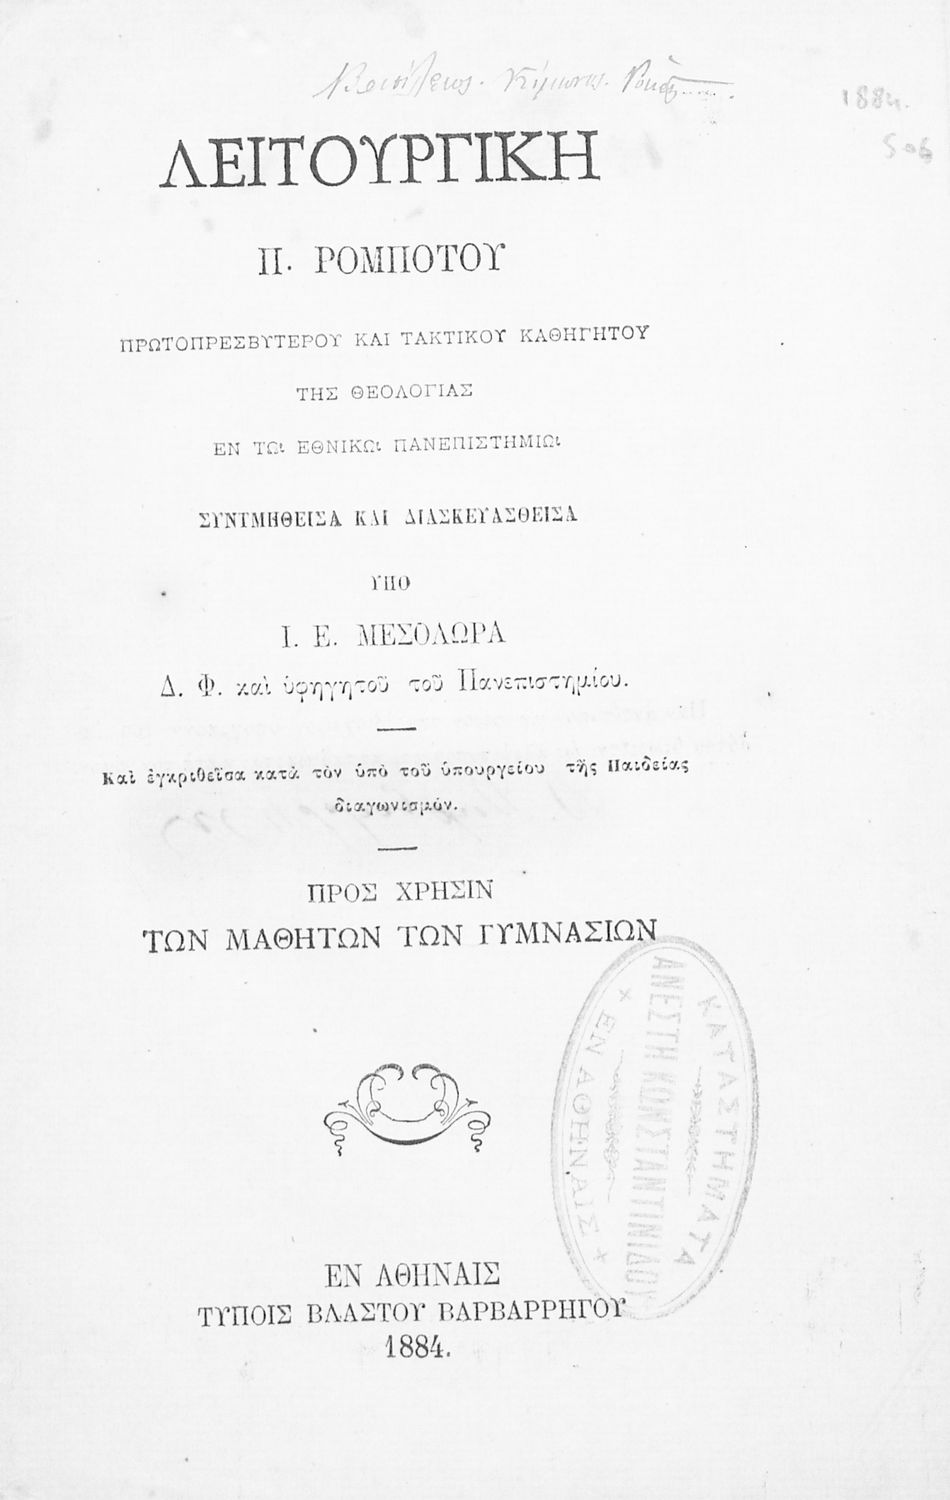 1884.
ΛΕΙΤΟΥΡΓΙΚΗ
Π. ΡΟΜΠΟΤΟΥ
ΠΡΩΤΟΠΡΕΣΒΥΤΕΡΟΥ ΚΑΙ ΤΑΚΤΙΚΟΥ ΚΑΘΗΓΗΤΟΥ
ΤΗΣ ΘΕΟΛΟΓΙΑΣ
ΕΝ ΤΩι ΕΘΝΙΚΩι ΠΑΝΕΠΙΣΤΗΜΙΩι
ΣΥΝΤΜΗΘΕΙΣΑ ΚΑΙ ΔΙΑΣΚΕΥΑΣΘΕΙΣΑ
ΥΠΟ
Ι. Ε. ΜΕΣΟΛΩΡΑ
Δ. Φ. καὶ ὑφηγητοῦ τοῦ Πανεπιστημίου.
Καὶ ἐγκριθεῖσα κατὰ τὸν ὑπὸ τοῦ ὑπουργείου τῆς Παιδείας
διαγωνισμόν.
ΠΡΟΣ ΧΡΗΣΙΝ
ΤΩΝ ΜΑΘΗΤΩΝ ΤΩΝ ΓΥΜΝΑΣΙΩΝ
ΚΑΤΑΣΤΗΜΑΤΑ
ΑΝΕΣΤΗ ΚΩΝΣΤΑΝΤΙΝΙΔΟΥ
× ΕΝ ΑΘΗΝΑΙΣ ×
ΕΝ ΑΘΗΝΑΙΣ
ΤΥΠΟΙΣ ΒΛΑΣΤΟΥ ΒΑΡΒΑΡΡΗΓΟΥ
1884.